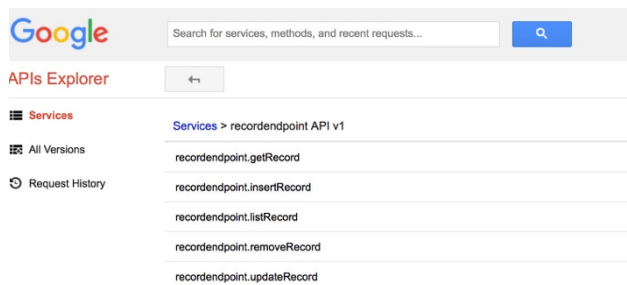 Google
Search for services, methods, and recent requests...
APIs Explorer
Services
All Versions
Request History
Services > recordendpoint API v1
recordendpoint.getRecord
recordendpoint.insertRecord
recordendpoint.listRecord
recordendpoint.removeRecord
recordendpoint.updateRecord